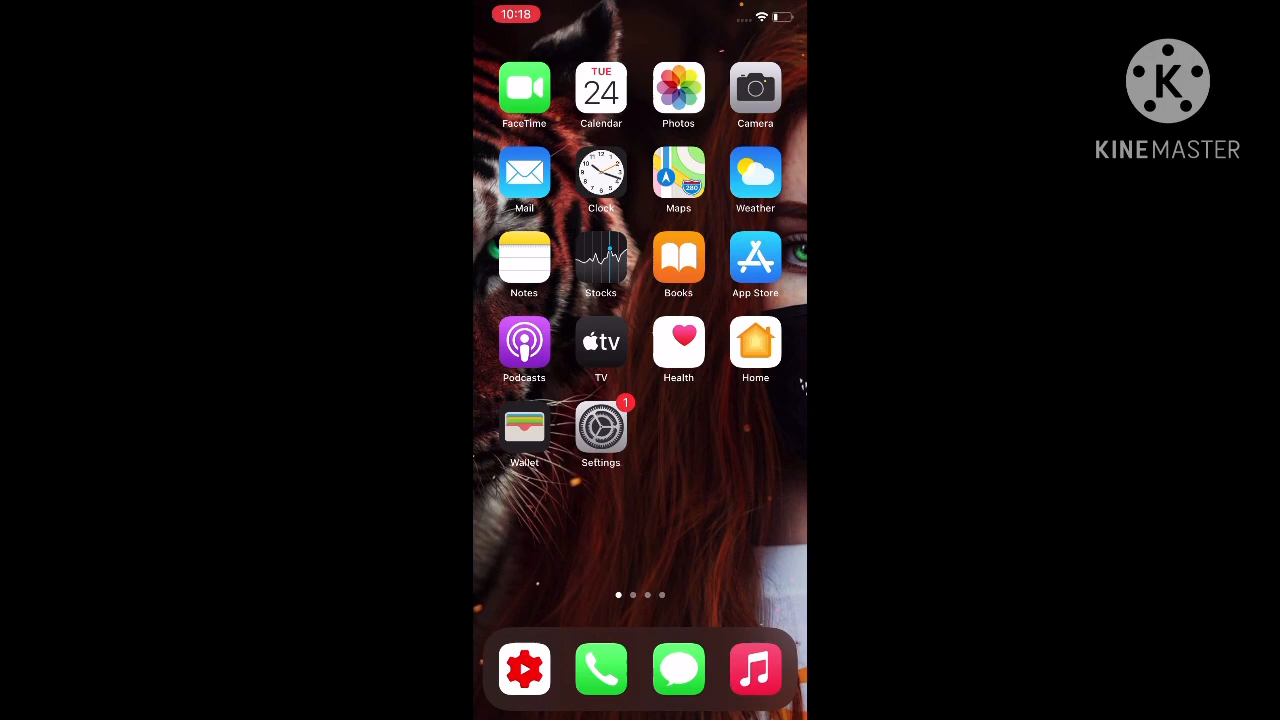 10:18
TUE
24
FaceTime
Calendar
Photos
Camera
Mail
Clock
Maps
Weather
Notes
Stocks
Books
App Store
tv
Podcasts
TV
Health
Home
1
Wallet
Settings
K
KINEMASTER
280